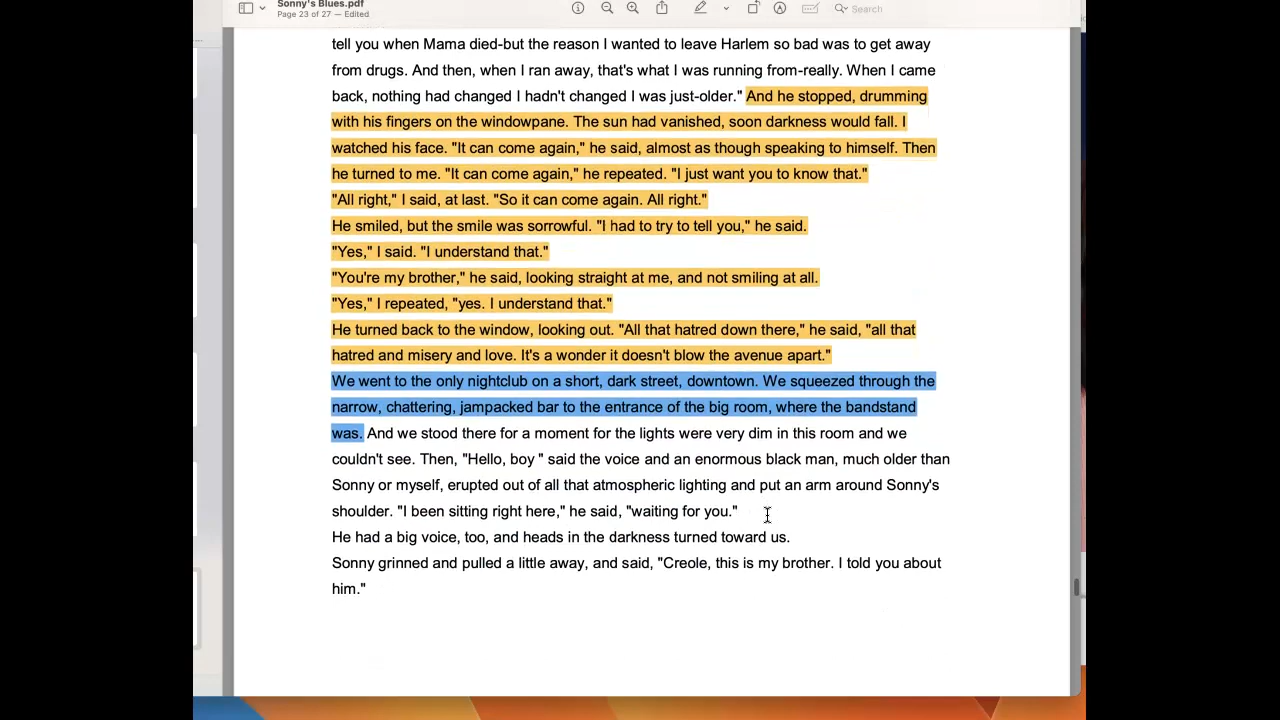 Sonny's Blues.pdf
Page 23 of 27 — Edited
Search
tell you when Mama died-but the reason I wanted to leave Harlem so bad was to get away
from drugs. And then, when I ran away, that's what I was running from-really. When I came
back, nothing had changed I hadn't changed I was just-older." And he stopped, drumming
with his fingers on the windowpane. The sun had vanished, soon darkness would fall. I
watched his face. "It can come again," he said, almost as though speaking to himself. Then
he turned to me. "It can come again," he repeated. "I just want you to know that."
"All right," I said, at last. "So it can come again. All right."
He smiled, but the smile was sorrowful. "I had to try to tell you," he said.
"Yes," I said. "I understand that."
"You're my brother," he said, looking straight at me, and not smiling at all.
"Yes," I repeated, "yes. I understand that."
He turned back to the window, looking out. "All that hatred down there," he said, "all that
hatred and misery and love. It's a wonder it doesn't blow the avenue apart."
We went to the only nightclub on a short, dark street, downtown. We squeezed through the
narrow, chattering, jampacked bar to the entrance of the big room, where the bandstand
was. And we stood there for a moment for the lights were very dim in this room and we
couldn't see. Then, "Hello, boy " said the voice and an enormous black man, much older than
Sonny or myself, erupted out of all that atmospheric lighting and put an arm around Sonny's
shoulder. "I been sitting right here," he said, "waiting for you."
He had a big voice, too, and heads in the darkness turned toward us.
Sonny grinned and pulled a little away, and said, "Creole, this is my brother. I told you about
him."